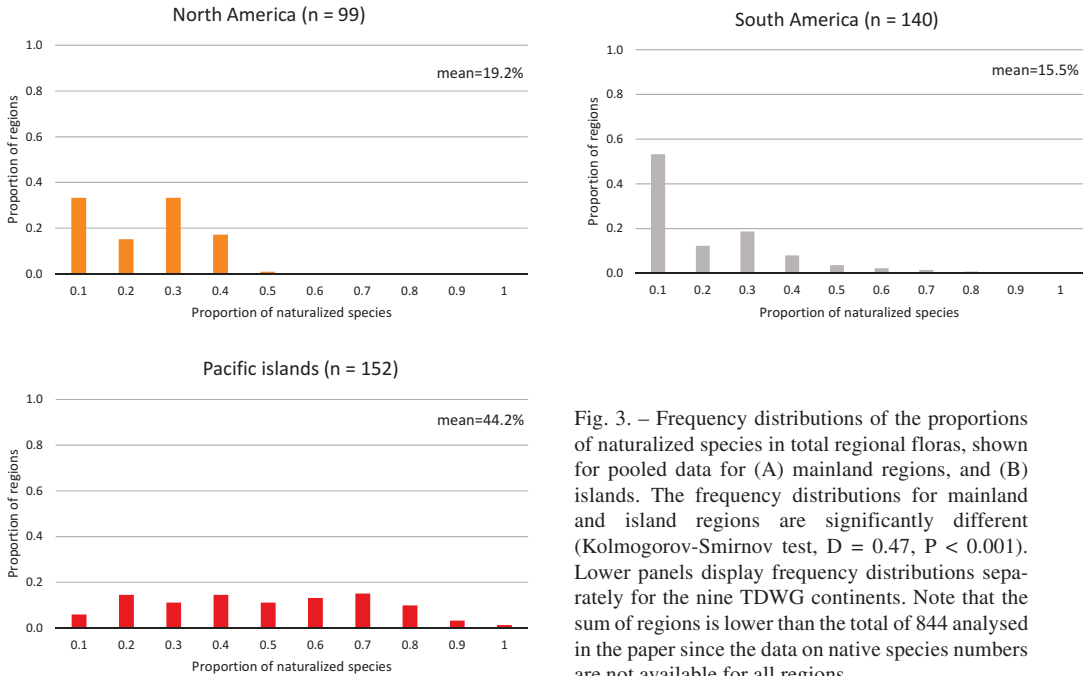 North America (n = 99)
1.0
mean=19.2%
0.8
0.6
0.4
0.2
0.0
Proportion of regions
0.1 0.2 0.3 0.4 0.5 0.6 0.7 0.8 0.9 1
Proportion of naturalized species
South America (n = 140)
1.0
mean=15.5%
0.8
0.6
0.4
0.2
0.0
Proportion of regions
0.1 0.2 0.3 0.4 0.5 0.6 0.7 0.8 0.9 1
Proportion of naturalized species
Pacific islands (n = 152)
1.0
mean=44.2%
0.8
0.6
0.4
0.2
0.0
Proportion of regions
0.1 0.2 0.3 0.4 0.5 0.6 0.7 0.8 0.9 1
Proportion of naturalized species
Fig. 3. – Frequency distributions of the proportions
of naturalized species in total regional floras, shown
for pooled data for (A) mainland regions, and (B)
islands. The frequency distributions for mainland
and island regions are significantly different
(Kolmogorov-Smirnov test, D = 0.47, P < 0.001).
Lower panels display frequency distributions sepa-
rately for the nine TDWG continents. Note that the
sum of regions is lower than the total of 844 analysed
in the paper since the data on native species numbers
are not available for all regions